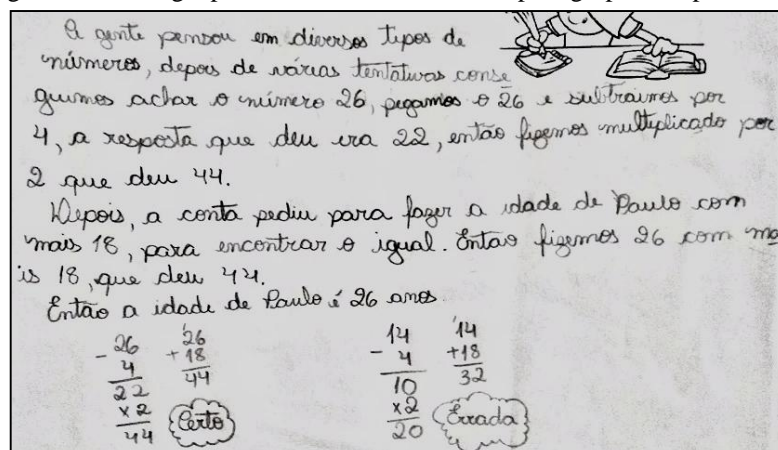 A gente pensou em diversos tipos de
números, depois de várias tentativas conse
guimos achar o número 26, pegamos o 26 e subtraimos por
4, a resposta que deu era 22, então fizemos multiplicado por
2 que deu 44.
Depois, a conta pediu para fazer a idade de Paulo com
mais 18, para encontrar o igual. Então fizemos 26 com ma
is 18, que deu 44.
Então a idade de Paulo é 26 anos
26 26 14 14
- 4 + 18 - 4 + 18
22 44 10 32
x 2 Certo x 2 Errada
44 20